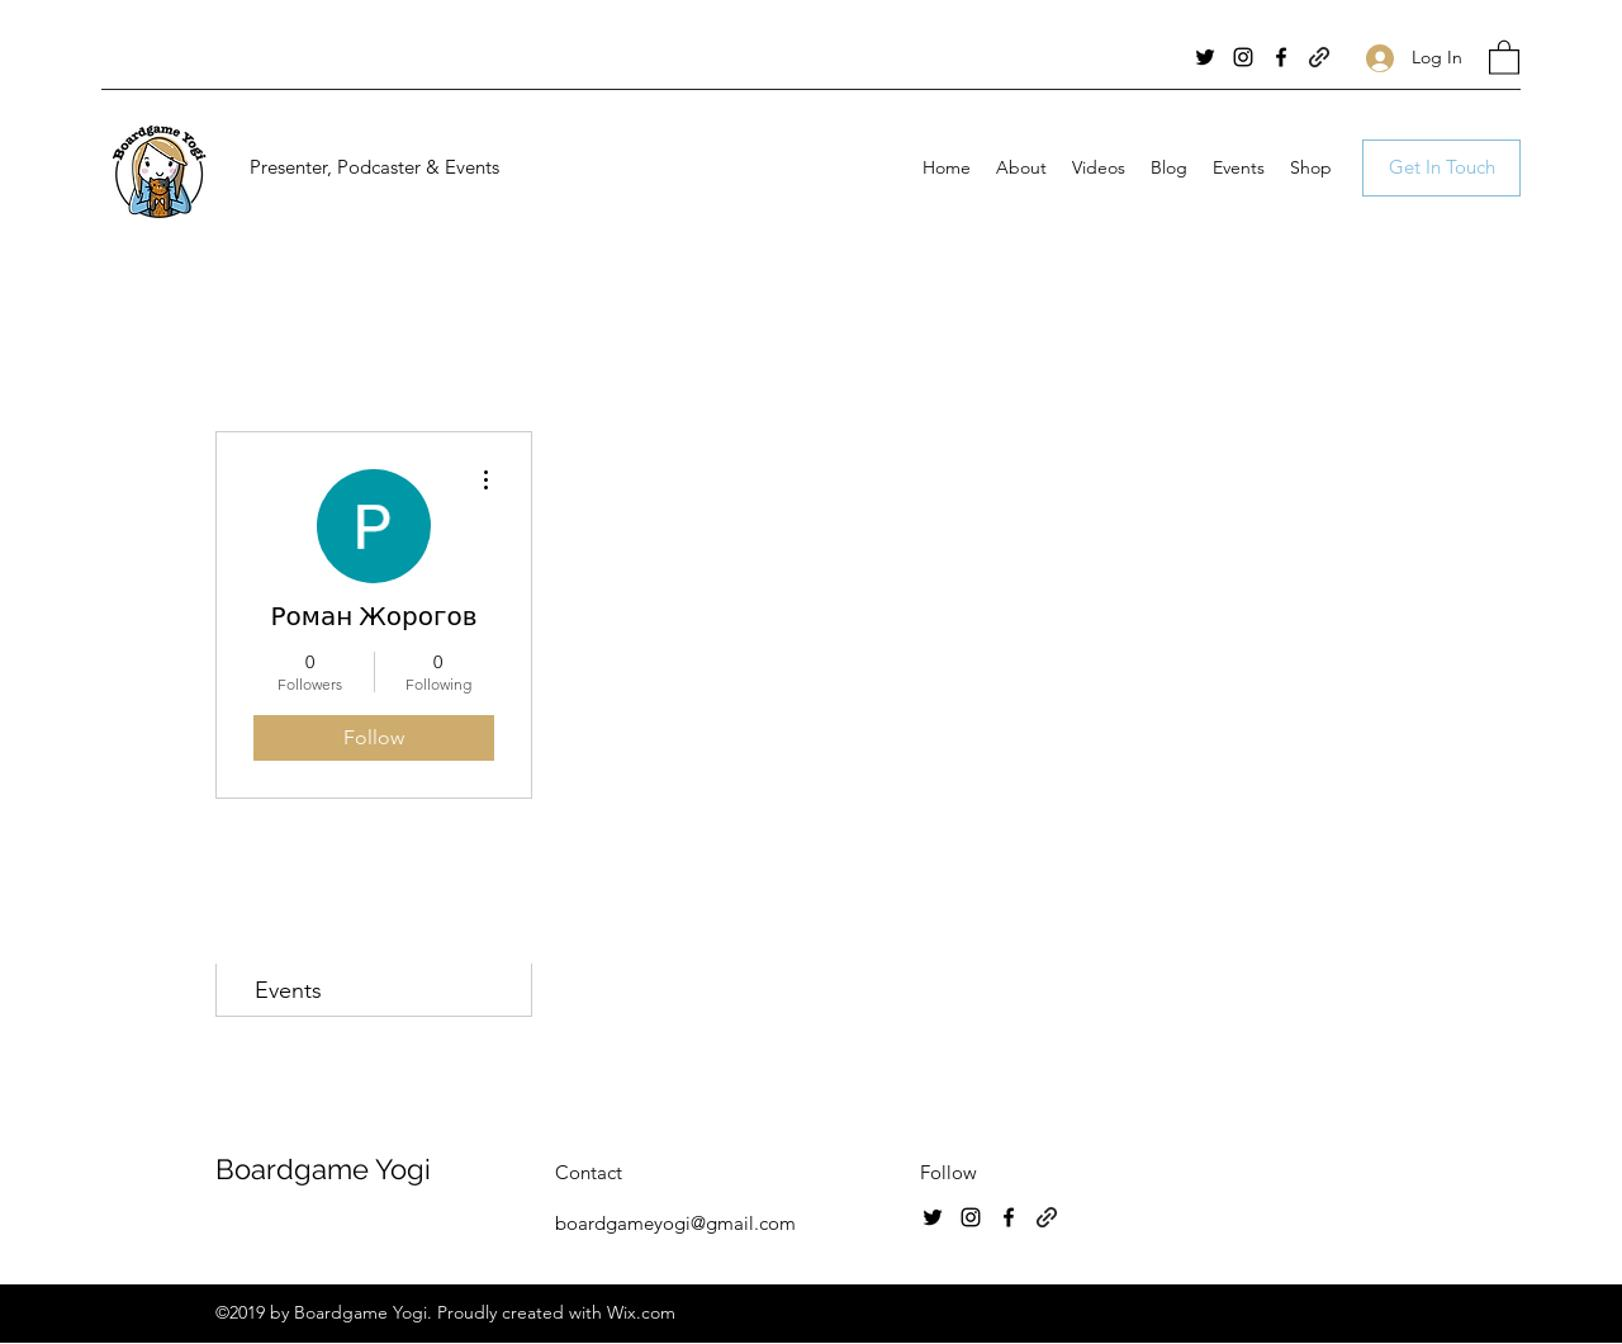 Log In
Boardgame Yogi
Presenter, Podcaster & Events
Home About Videos Blog Events Shop Get In Touch
P
Роман Жорогов
0 0
Followers Following
Follow
Events
Boardgame Yogi
Contact
Follow
boardgameyogi@gmail.com
©2019 by Boardgame Yogi. Proudly created with Wix.com